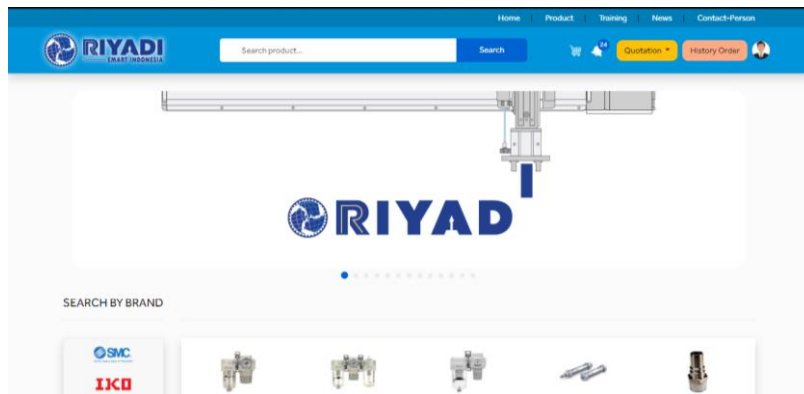 Home Product Training News Contact-Person
RIYADI
EMART INDONESIA
Search product...
Search
24
Quotation
History Order
RIYAD
SEARCH BY BRAND
SMC
IKO